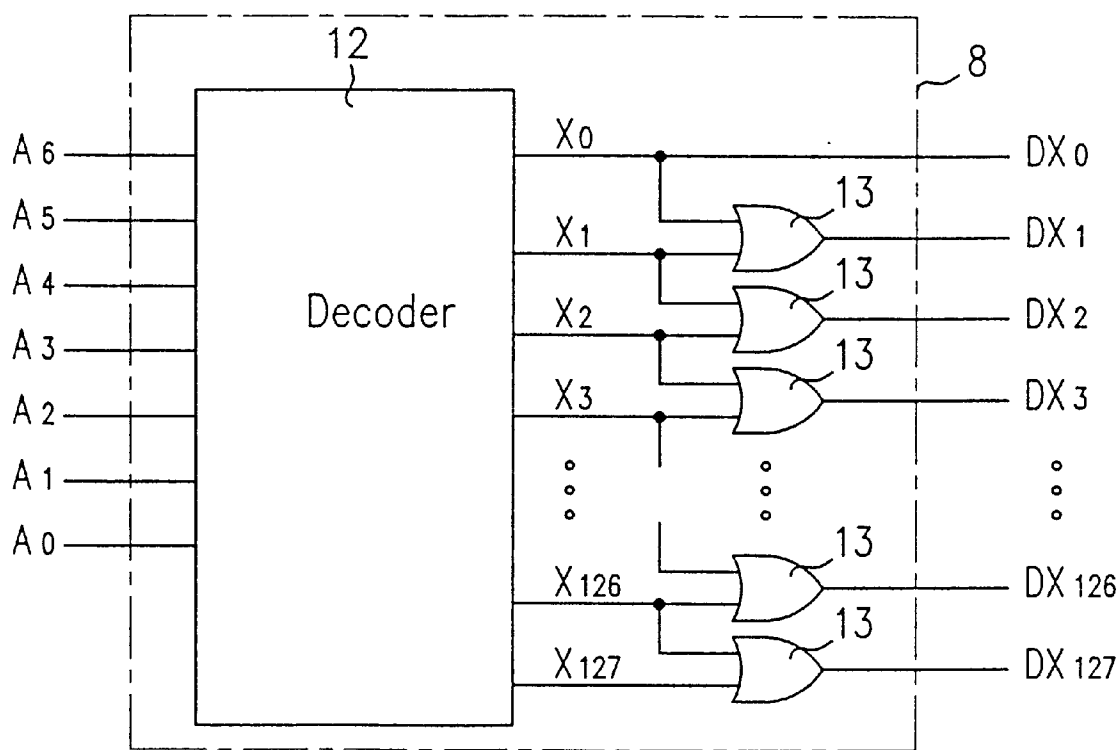 12
8
A6
A5
A4
A3
A2
A1
A0
Decoder
X0
X1
X2
X3
X126
X127
13
13
13
13
13
DX0
DX1
DX2
DX3
DX126
DX127